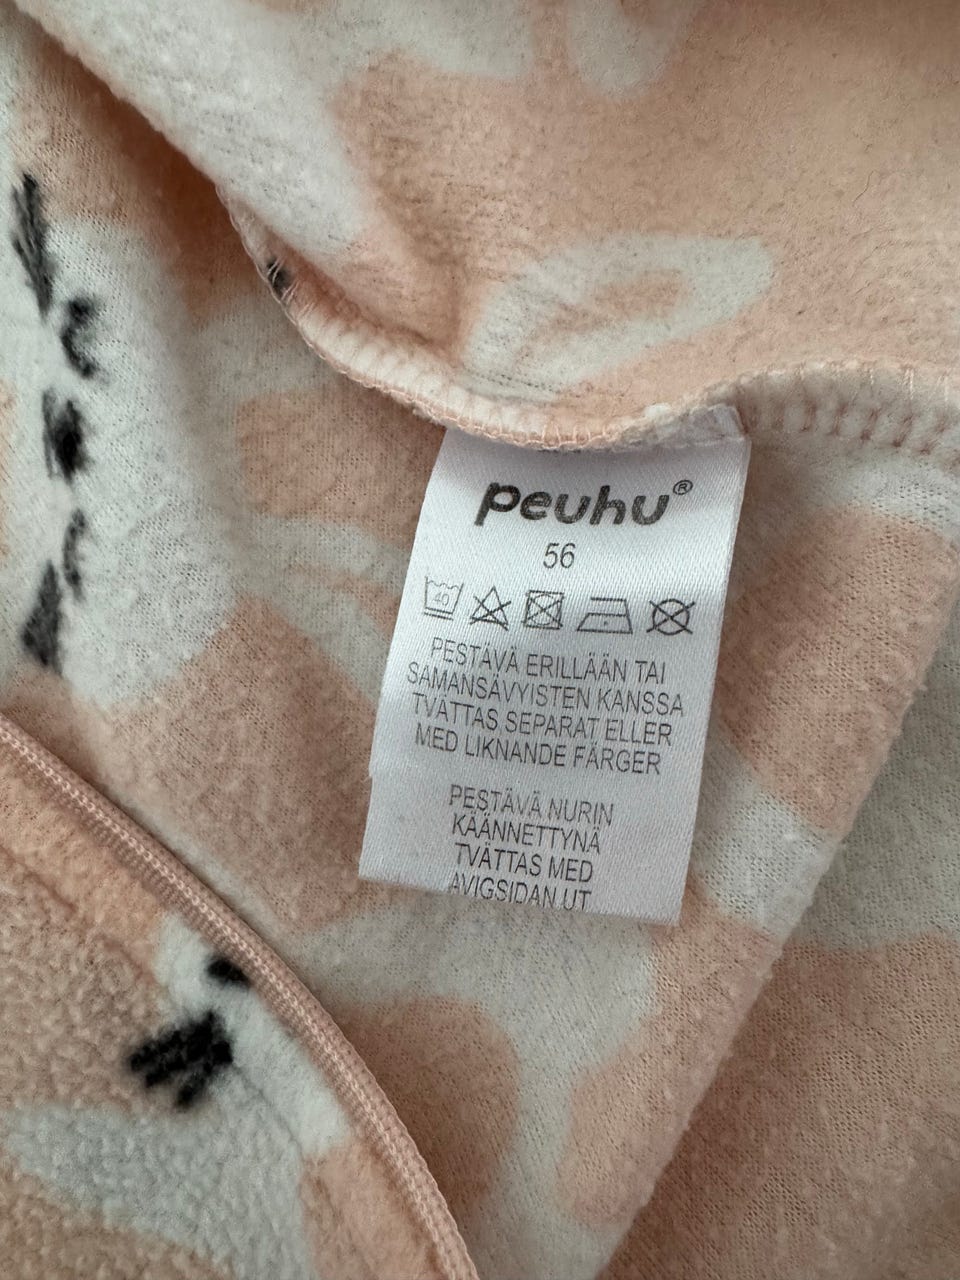 peuhu®
56
40
PESTÄVÄ ERILLÄÄN TAI
SAMANSÄVYISTEN KANSSA
TVÄTTAS SEPARAT ELLER
MED LIKNANDE FÄRGER
PESTÄVÄ NURIN
KÄÄNNETTYNÄ
TVÄTTAS MED
AVIGSIDAN UT